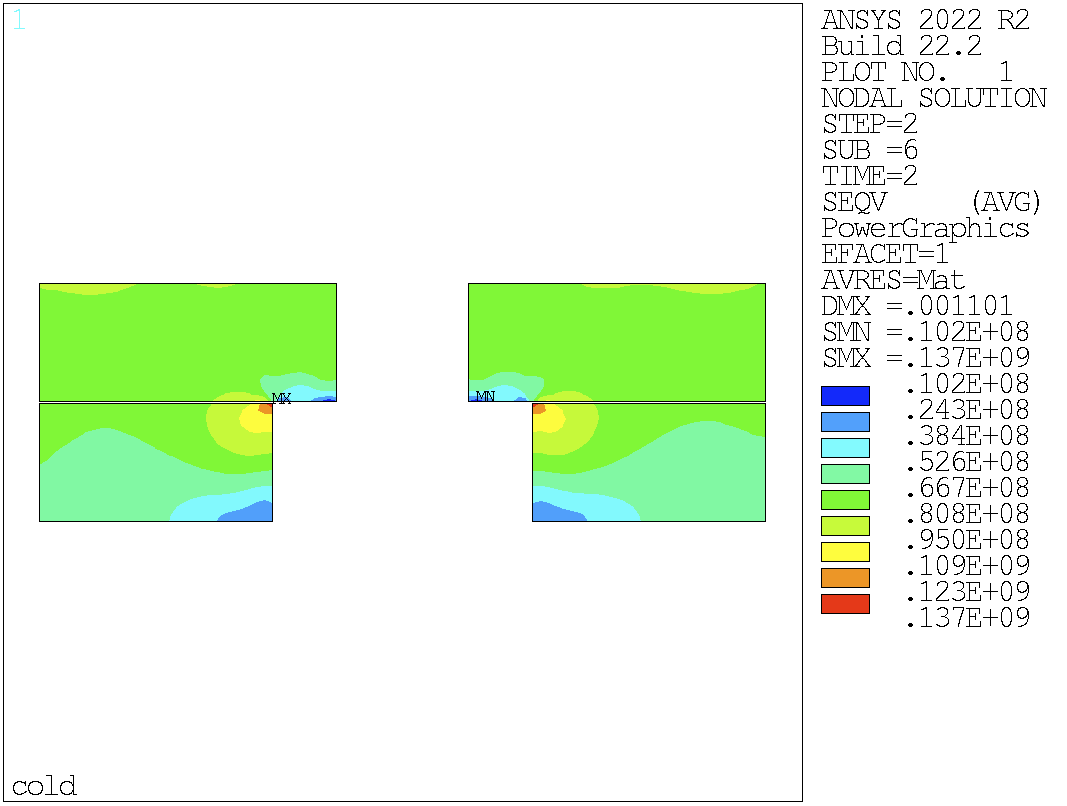 1
ANSYS 2022 R2
Build 22.2
PLOT NO.   1
NODAL SOLUTION
STEP=2
SUB =6
TIME=2
SEQV     (AVG)
PowerGraphics
EFACET=1
AVRES=Mat
DMX =.001101
SMN =.102E+08
SMX =.137E+09
.102E+08
.243E+08
.384E+08
.526E+08
.667E+08
.808E+08
.950E+08
.109E+09
.123E+09
.137E+09
MX
MN
cold